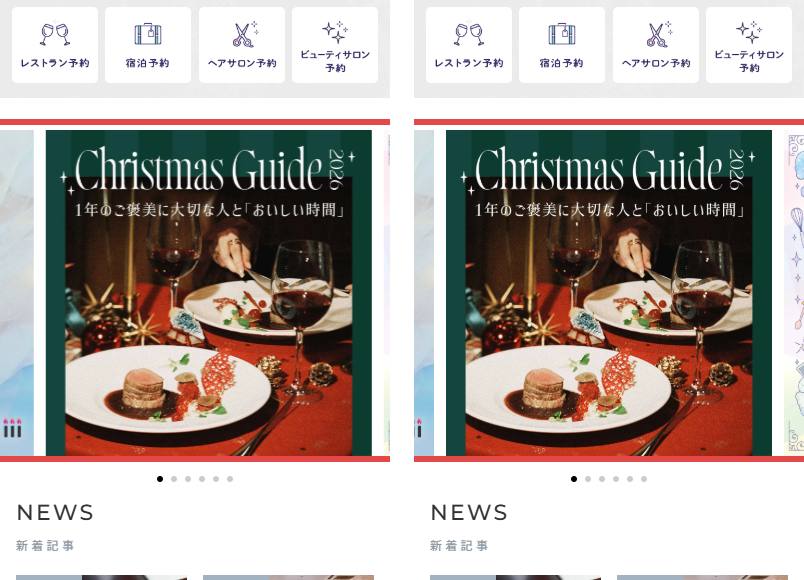 レストラン予約
宿泊予約
ヘアサロン予約
ビューティサロン
予約
レストラン予約
宿泊予約
ヘアサロン予約
ビューティサロン
予約
Christmas Guide 2026
1年のご褒美に大切な人と「おいしい時間」
Christmas Guide 2026
1年のご褒美に大切な人と「おいしい時間」
NEWS
新着記事
NEWS
新着記事